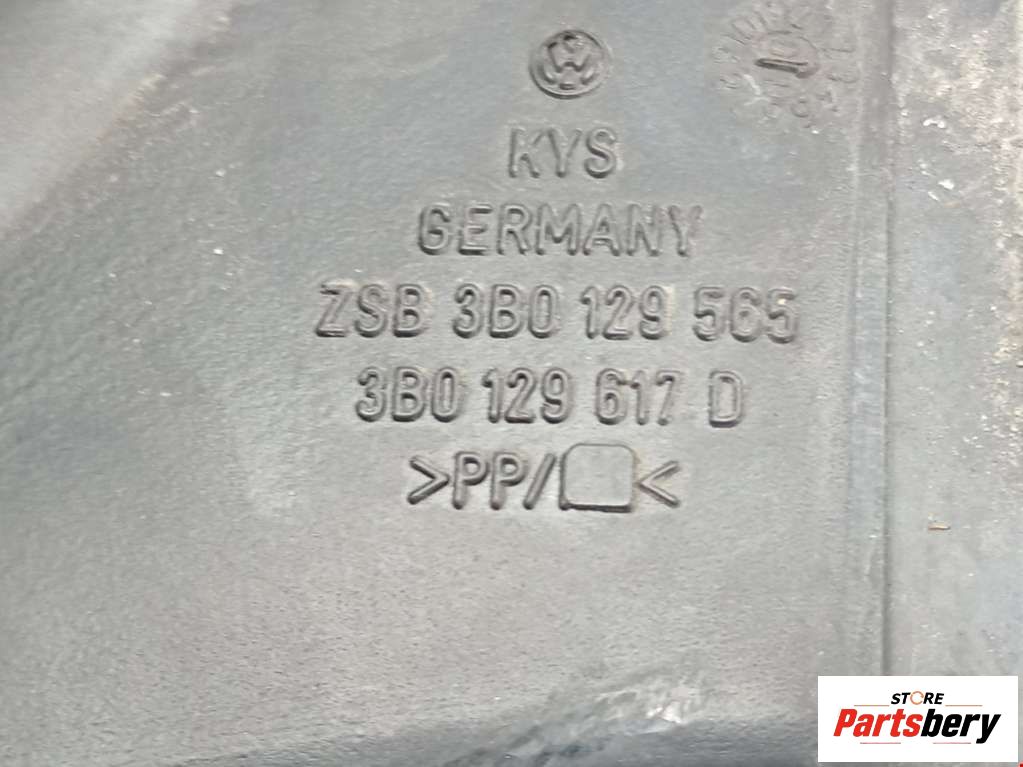 KYS
GERMANY
ZSB 3B0 129 565
3B0 129 617 D
>PP/ <
STORE
Partsbery